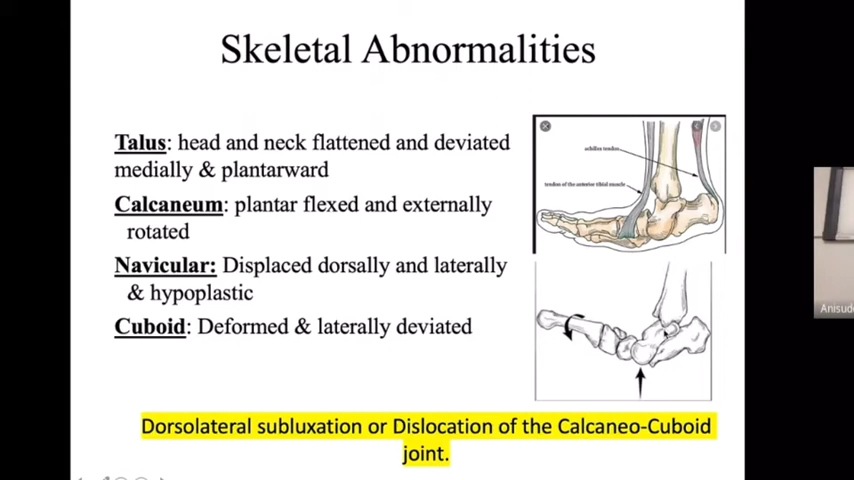 Skeletal Abnormalities
Talus: head and neck flattened and deviated
medially & plantarward
Calcaneum: plantar flexed and externally
rotated
Navicular: Displaced dorsally and laterally
& hypoplastic
Cuboid: Deformed & laterally deviated
achilles tendon
tendon of the anterior tibial muscle
Dorsolateral subluxation or Dislocation of the Calcaneo-Cuboid
joint.
Anisude